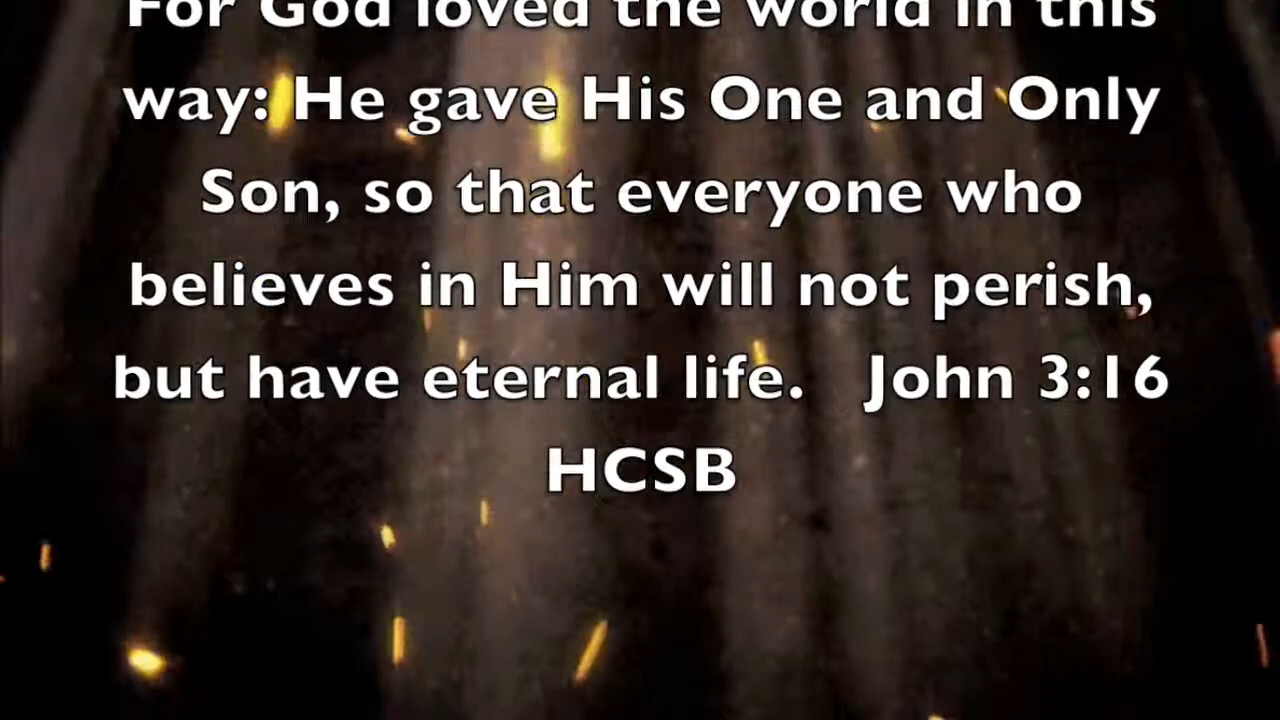 For God loved the world in this
way: He gave His One and Only
Son, so that everyone who
believes in Him will not perish,
but have eternal life. John 3:16
HCSB